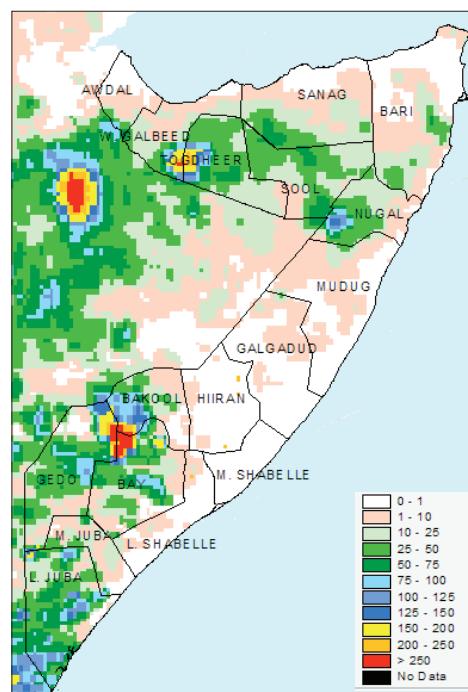 AWDAL
SANAG
BARI
W. GALBEED
TOGDHEER
SOOL
NUGAL
MUDUG
GALGADUD
BAKOOL
HIIRAN
GEDO
BAY
M. SHABELLE
M. JUBA
L. SHABELLE
L. JUBA
0 - 1
1 - 10
10 - 25
25 - 50
50 - 75
75 - 100
100 - 125
125 - 150
150 - 200
200 - 250
> 250
No Data